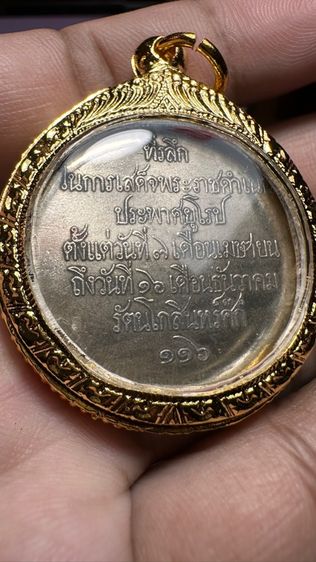 ที่รลึก
ในการเสด็จพระราชดำเนิน
ประพาศยุโรป
ตั้งแต่วันที่ ๗ เดือนเมษายน
ถึงวันที่ ๑๖ เดือนธันวาคม
รัตนโกสินทร์ศก
๑๑๖